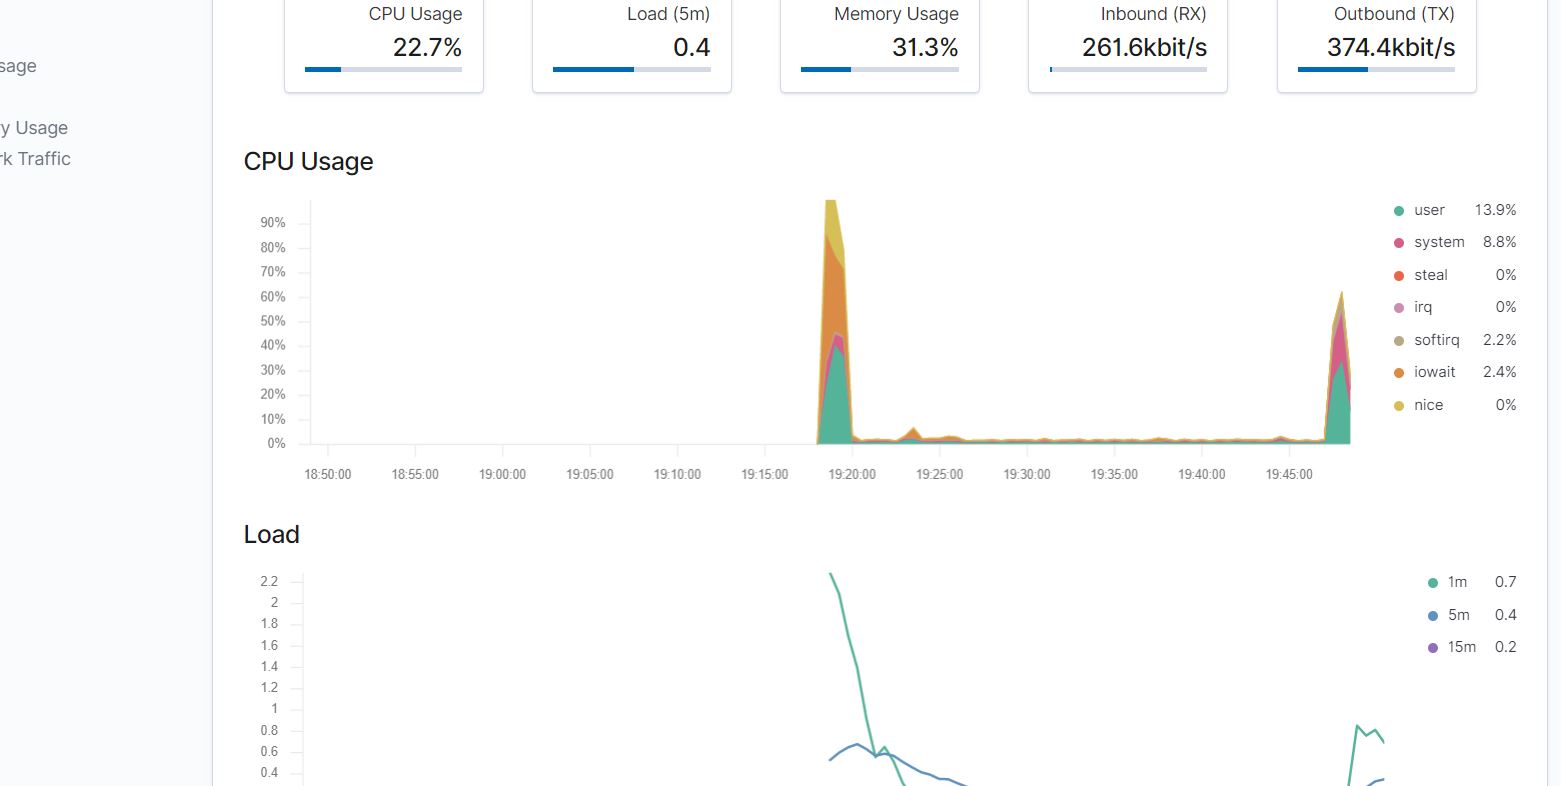 CPU Usage
22.7%
Load (5m)
0.4
Memory Usage
31.3%
Inbound (RX)
261.6kbit/s
Outbound (TX)
374.4kbit/s
sage
y Usage
rk Traffic
CPU Usage
90%
80%
70%
60%
50%
40%
30%
20%
10%
0%
18:50:00 18:55:00 19:00:00 19:05:00 19:10:00 19:15:00 19:20:00 19:25:00 19:30:00 19:35:00 19:40:00 19:45:00
user 13.9%
system 8.8%
steal 0%
irq 0%
softirq 2.2%
iowait 2.4%
nice 0%
Load
2.2
2
1.8
1.6
1.4
1.2
1
0.8
0.6
0.4
1m 0.7
5m 0.4
15m 0.2